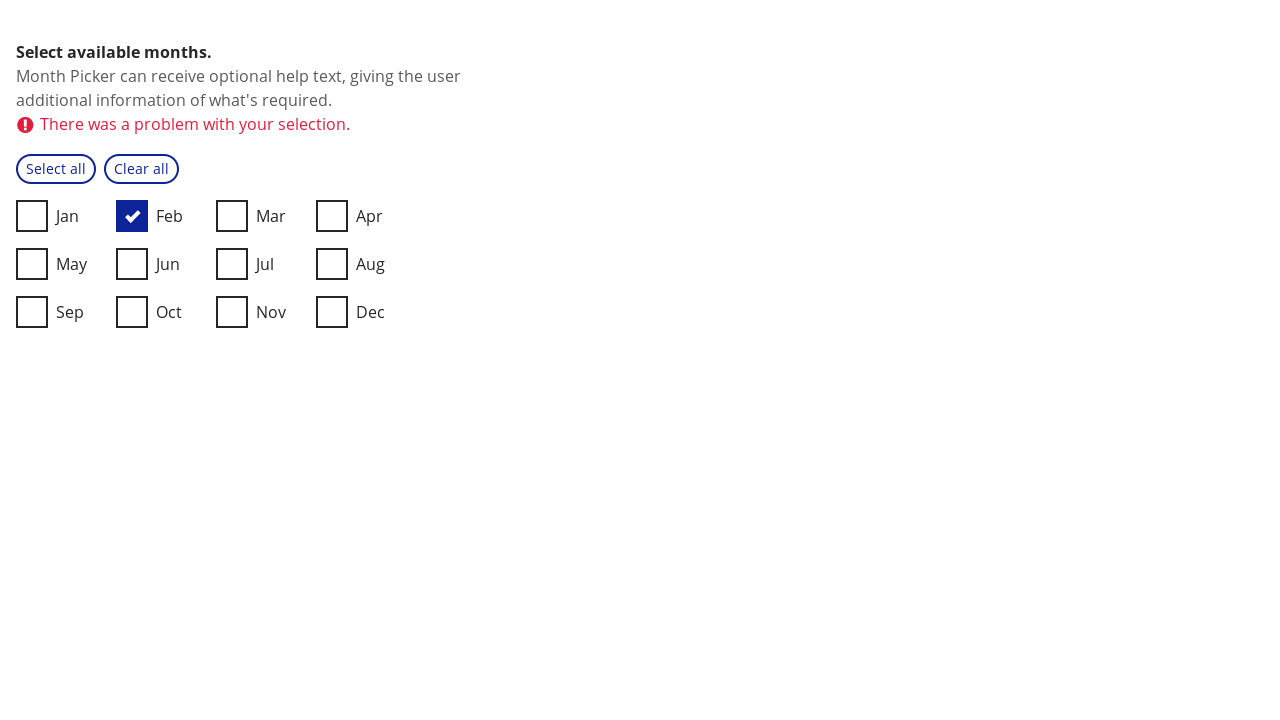 Select available months.
Month Picker can receive optional help text, giving the user
additional information of what's required.
There was a problem with your selection.
Select all Clear all
Jan Feb Mar Apr
May Jun Jul Aug
Sep Oct Nov Dec